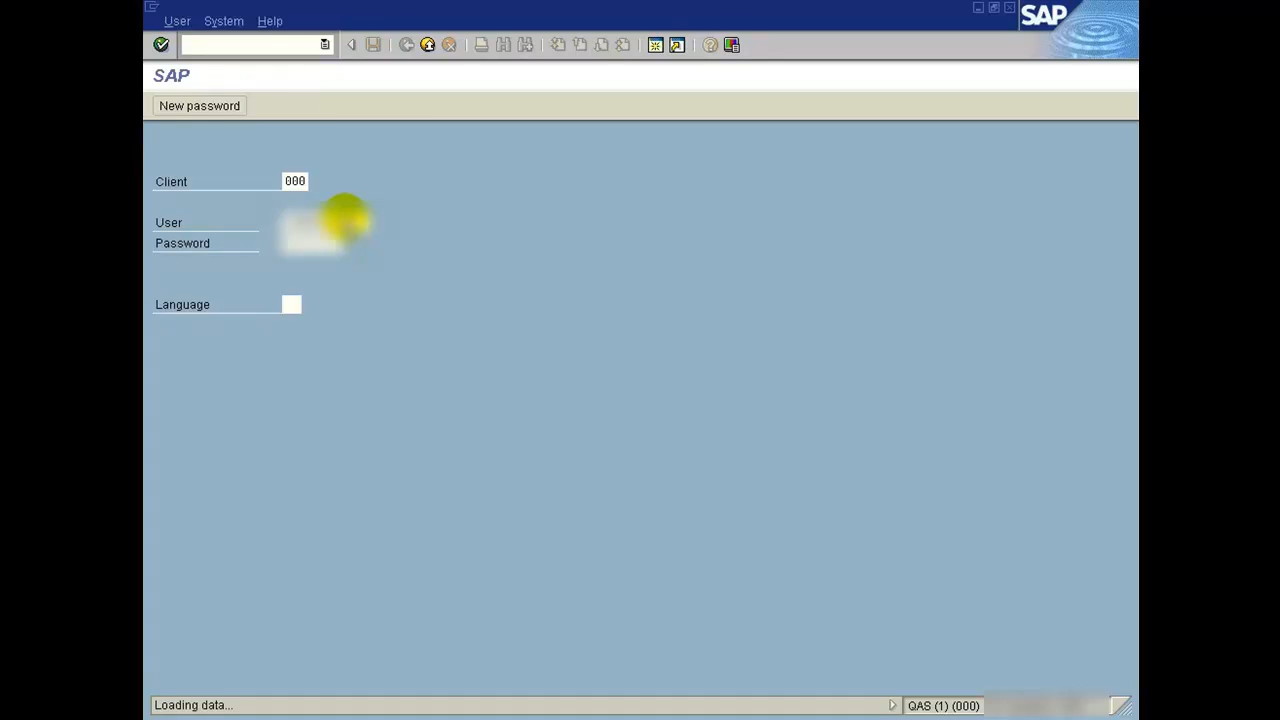 User System Help
SAP
SAP
New password
Client 000
User
Password
Language
Loading data... QAS (1) (000)